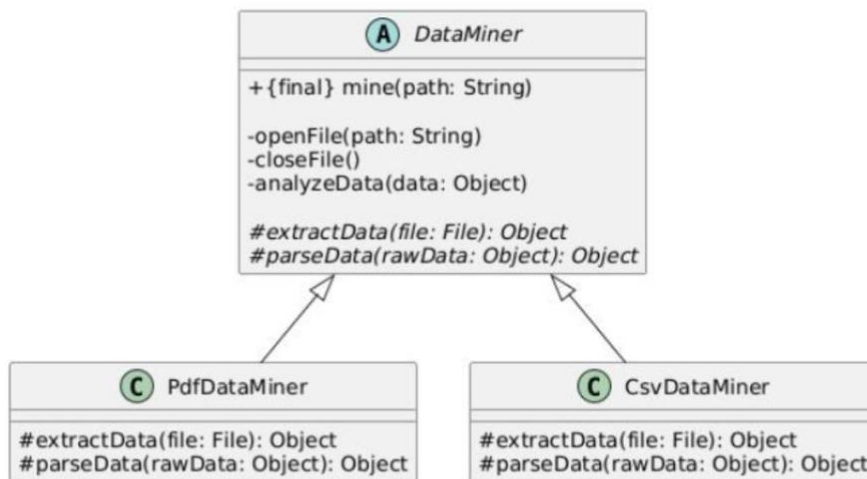 A DataMiner
+{final} mine(path: String)
-openFile(path: String)
-closeFile()
-analyzeData(data: Object)
#extractData(file: File): Object
#parseData(rawData: Object): Object
C PdfDataMiner
#extractData(file: File): Object
#parseData(rawData: Object): Object
C CsvDataMiner
#extractData(file: File): Object
#parseData(rawData: Object): Object